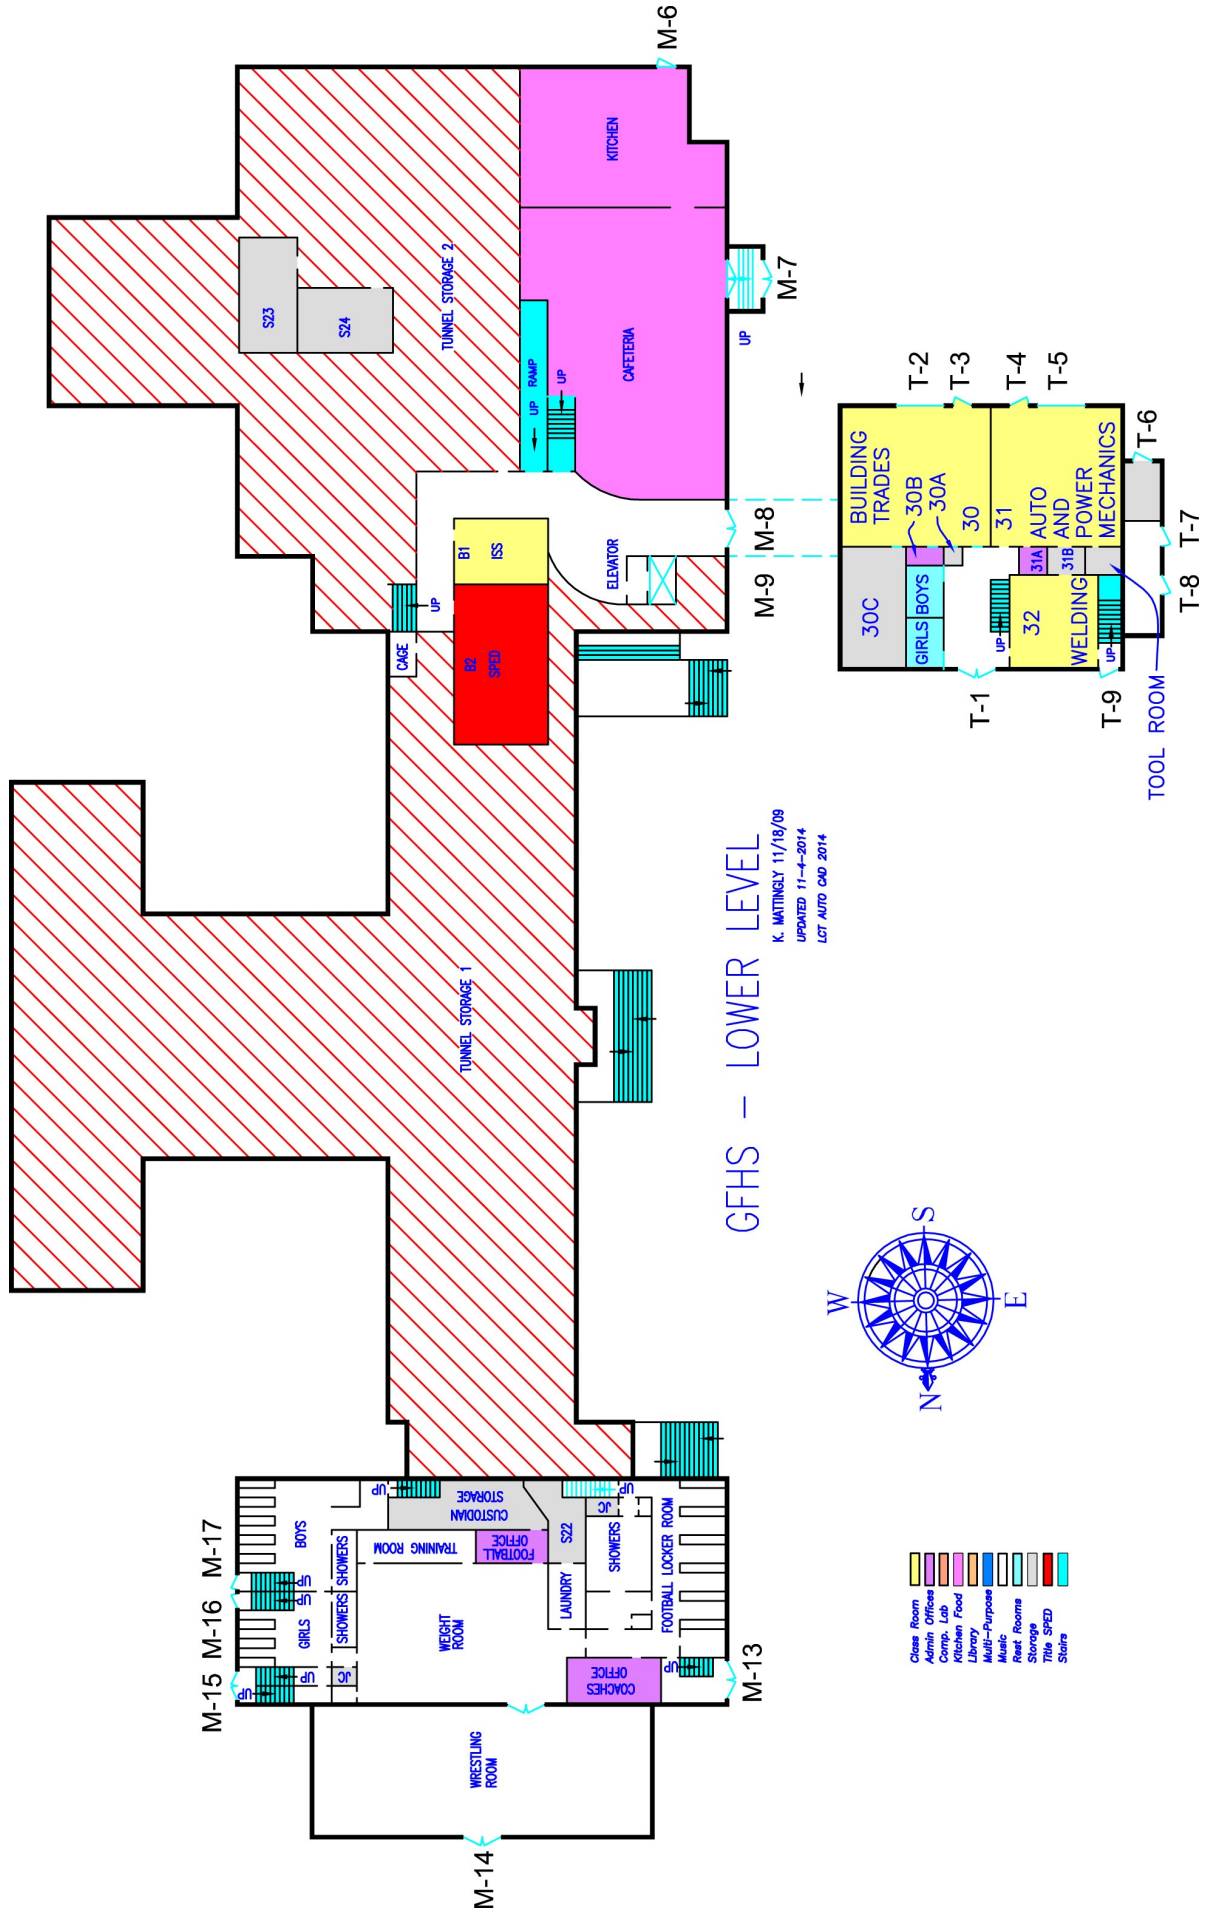 M-6
KITCHEN
S23
S24
TUNNEL STORAGE 2
RAMP
UP
UP
CAFETERIA
M-7
UP
B1
ISS
ELEVATOR
M-8
M-9
UP
CAGE
B2
SPED
T-2
T-3
T-4
T-5
T-6
T-7
T-8
T-9
T-1
BUILDING
TRADES
30B
30A
30
31
AUTO
AND
POWER
MECHANICS
30C
BOYS
GIRLS
31A
31B
32
WELDING
UP
UP
TOOL ROOM
TUNNEL STORAGE 1
GFHS - LOWER LEVEL
K. MATTINGLY 11/18/09
UPDATED 11-4-2014
LCT AUTO CAD 2014
W
S
E
N
M-17
M-16
M-15
BOYS
UP
UP
UP
GIRLS
UP
UP
SHOWERS
SHOWERS
JC
TRAINING ROOM
CUSTODIAN
STORAGE
FOOTBALL
OFFICE
S22
JC
UP
SHOWERS
LAUNDRY
FOOTBALL LOCKER ROOM
WEIGHT
ROOM
COACHES
OFFICE
UP
M-13
WRESTLING
ROOM
M-14
Class Room
Admin Offices
Comp. Lab
Kitchen Food
Library
Multi-Purpose
Music
Rest Rooms
Storage
Title SPED
Stairs